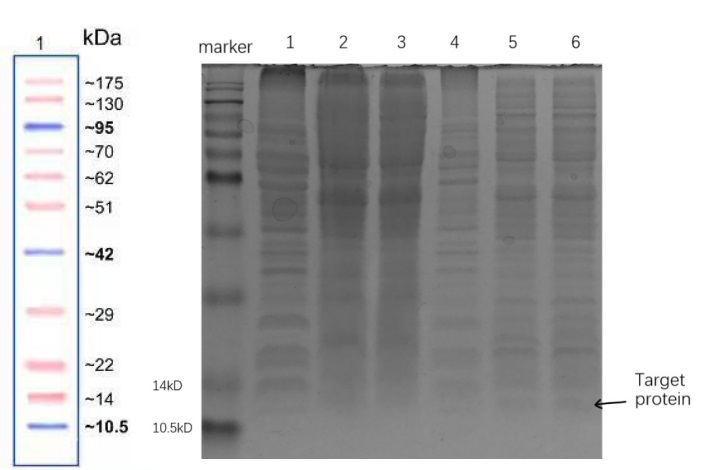 1 kDa
~175
~130
~95
~70
~62
~51
~42
~29
~22
~14
~10.5
marker 1 2 3 4 5 6
14kD
10.5kD
Target
protein